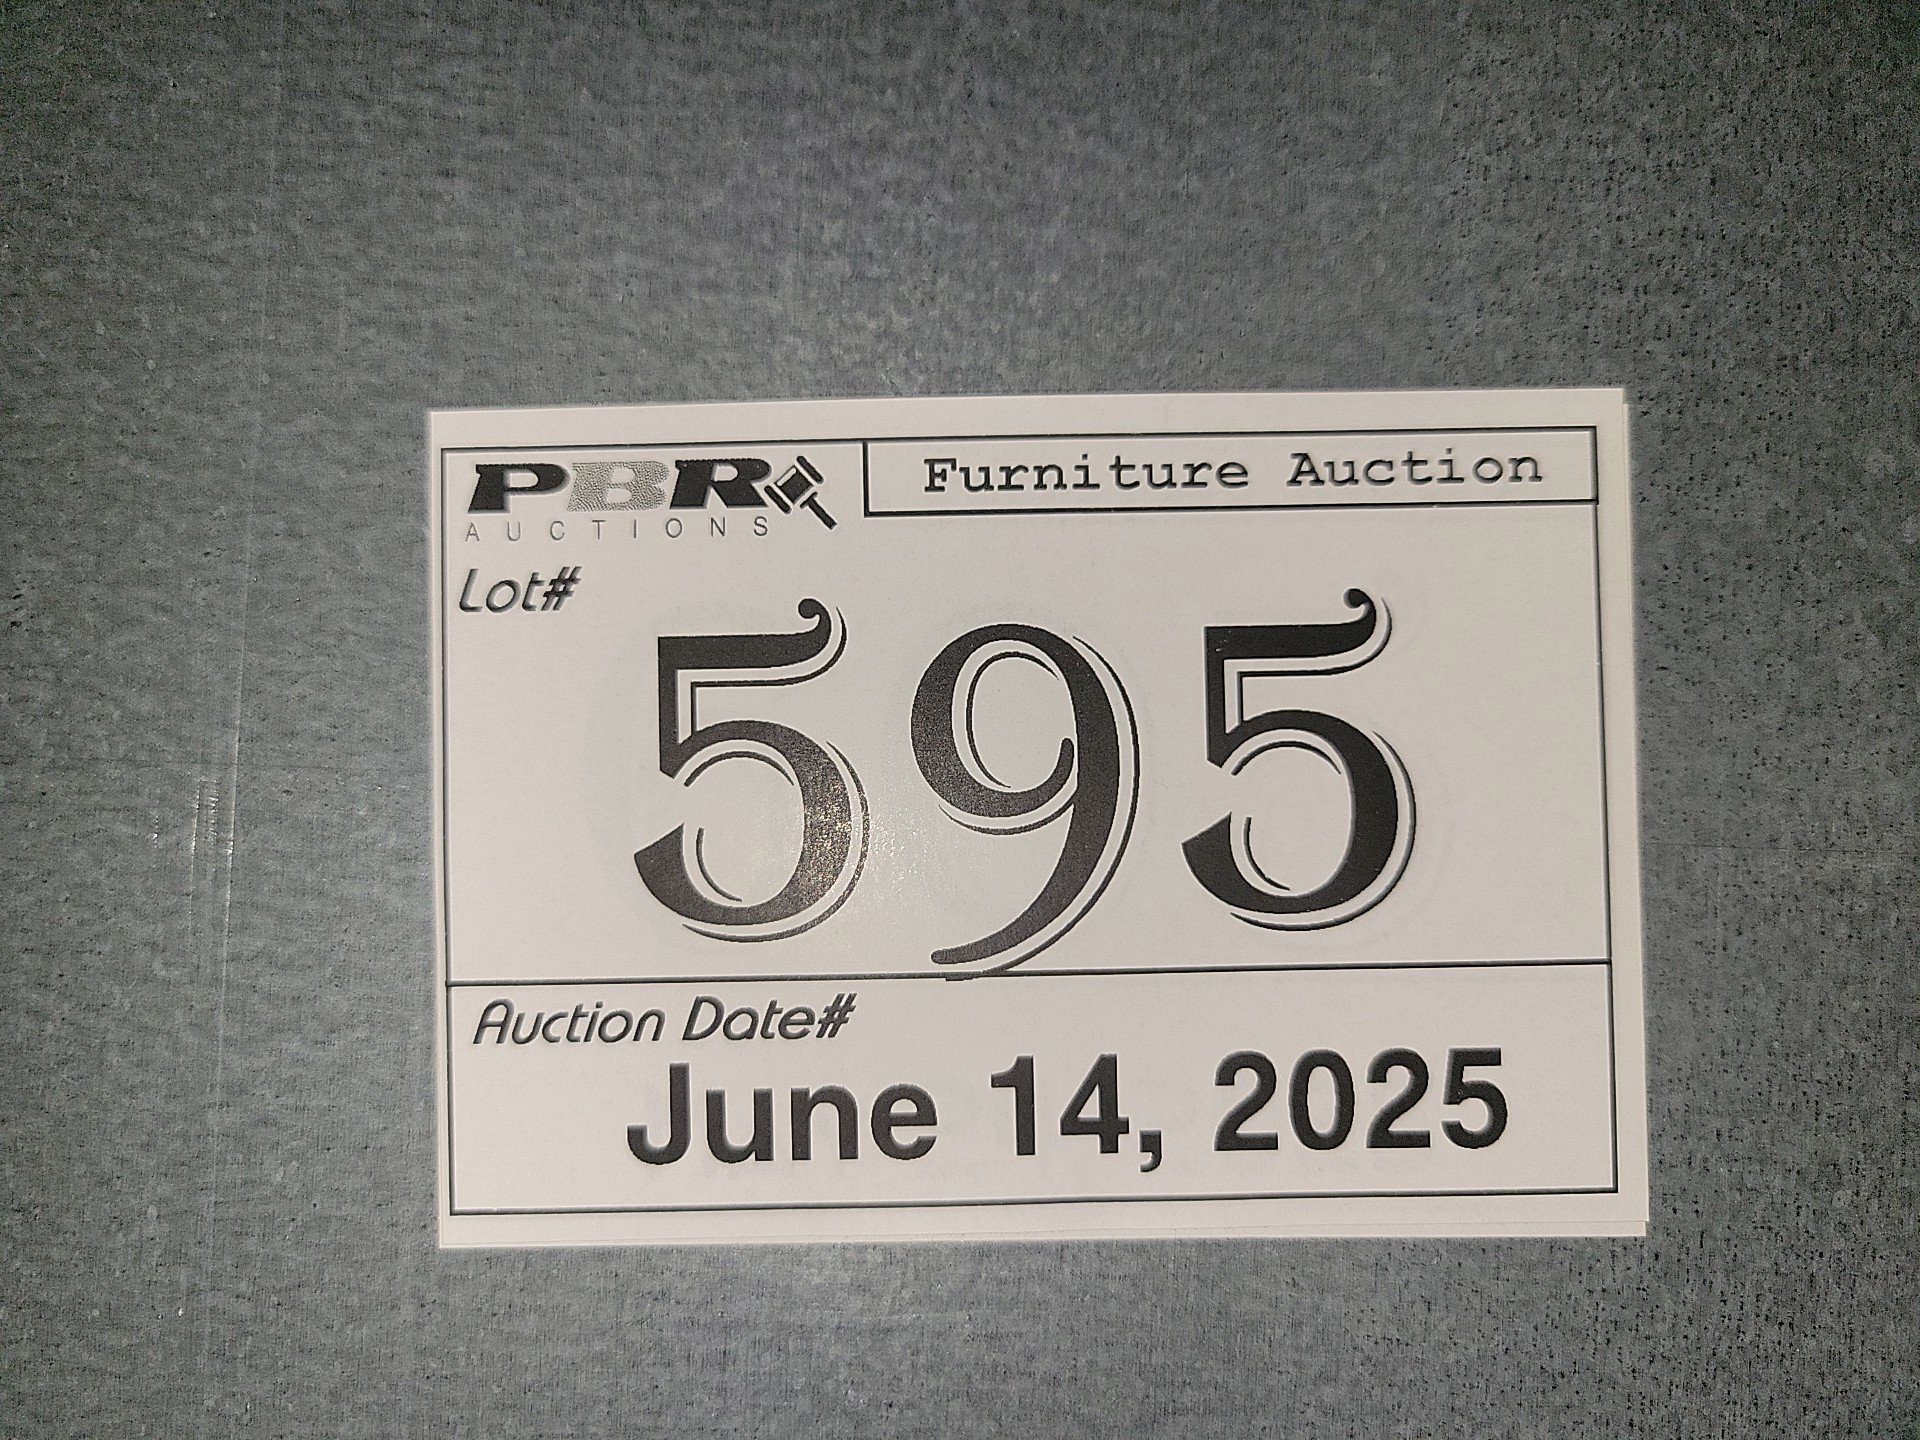 PBR
AUCTIONS
Furniture Auction
Lot#
595
Auction Date#
June 14, 2025